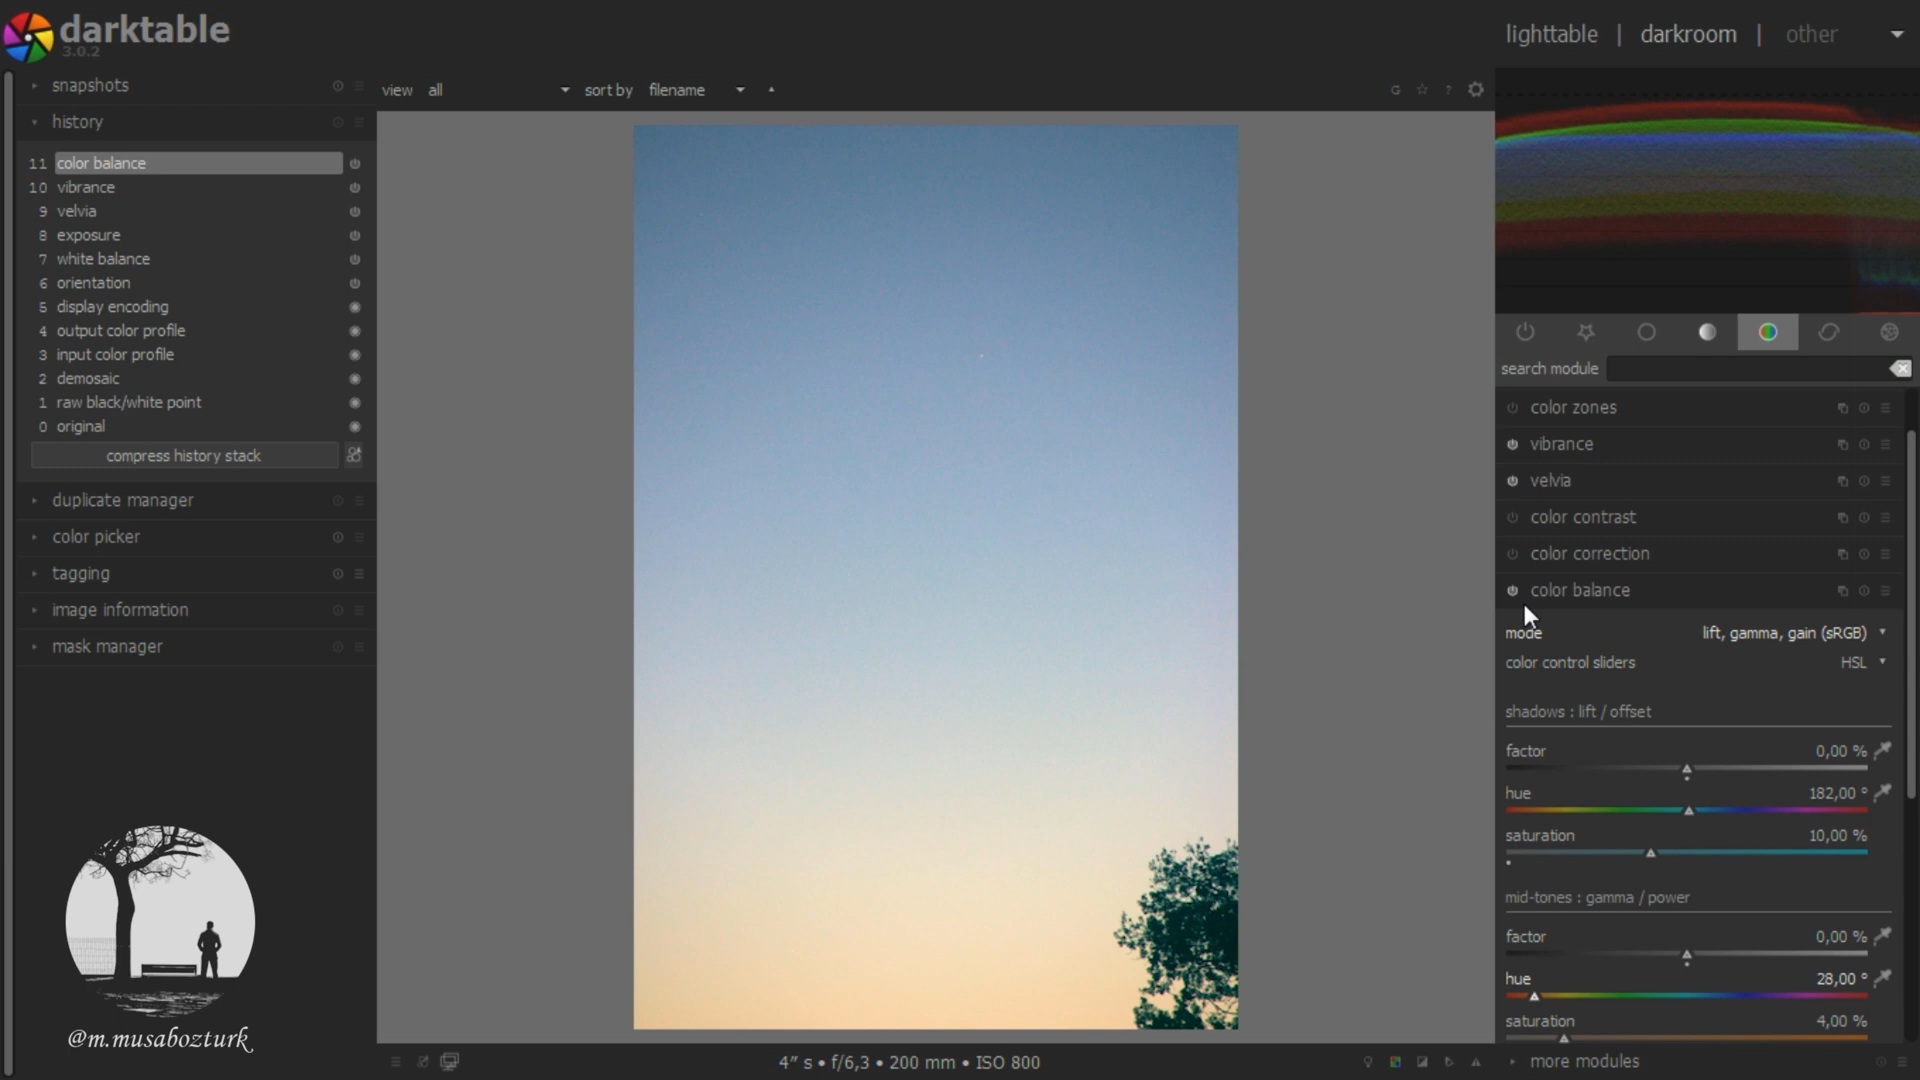 darktable
3.0.2
lighttable | darkroom | other
snapshots
history
11 color balance
10 vibrance
9 velvia
8 exposure
7 white balance
6 orientation
5 display encoding
4 output color profile
3 input color profile
2 demosaic
1 raw black/white point
0 original
compress history stack
duplicate manager
color picker
tagging
image information
mask manager
@m.musabozturk
view all sort by filename
G ?
4" s • f/6,3 • 200 mm • ISO 800
search module
color zones
vibrance
velvia
color contrast
color correction
color balance
mode lift, gamma, gain (sRGB)
color control sliders HSL
shadows : lift / offset
factor 0,00 %
hue 182,00 °
saturation 10,00 %
mid-tones : gamma / power
factor 0,00 %
hue 28,00 °
saturation 4,00 %
more modules